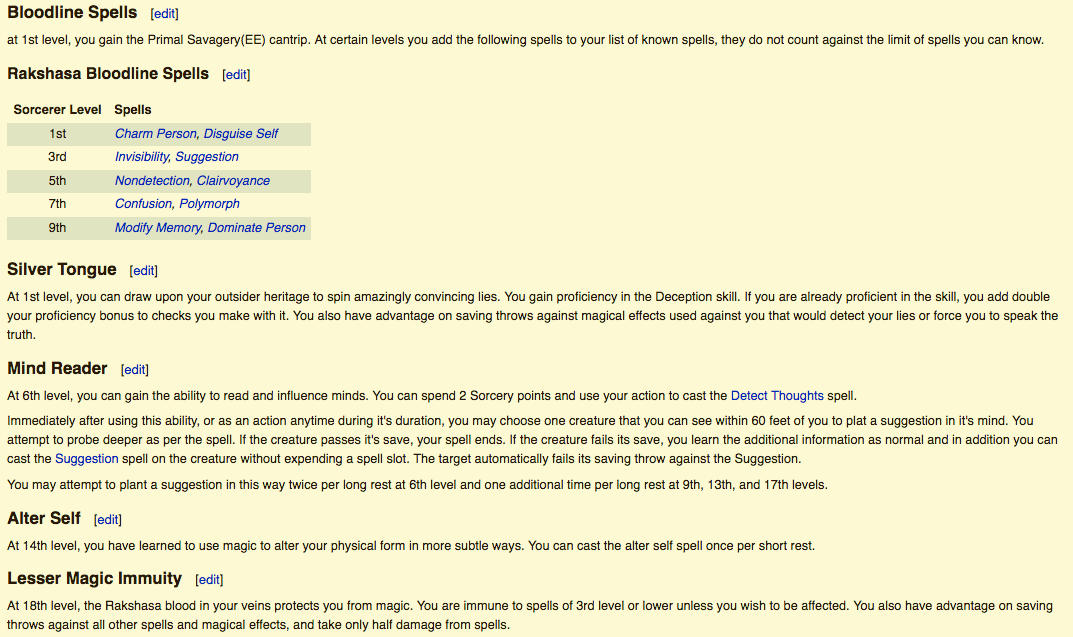 Bloodline Spells [edit]
at 1st level, you gain the Primal Savagery(EE) cantrip. At certain levels you add the following spells to your list of known spells, they do not count against the limit of spells you can know.
Rakshasa Bloodline Spells [edit]
Sorcerer Level Spells
1st Charm Person, Disguise Self
3rd Invisibility, Suggestion
5th Nondetection, Clairvoyance
7th Confusion, Polymorph
9th Modify Memory, Dominate Person
Silver Tongue [edit]
At 1st level, you can draw upon your outsider heritage to spin amazingly convincing lies. You gain proficiency in the Deception skill. If you are already proficient in the skill, you add double
your proficiency bonus to checks you make with it. You also have advantage on saving throws against magical effects used against you that would detect your lies or force you to speak the
truth.
Mind Reader [edit]
At 6th level, you can gain the ability to read and influence minds. You can spend 2 Sorcery points and use your action to cast the Detect Thoughts spell.
Immediately after using this ability, or as an action anytime during it's duration, you may choose one creature that you can see within 60 feet of you to plat a suggestion in it's mind. You
attempt to probe deeper as per the spell. If the creature passes it's save, your spell ends. If the creature fails its save, you learn the additional information as normal and in addition you can
cast the Suggestion spell on the creature without expending a spell slot. The target automatically fails its saving throw against the Suggestion.
You may attempt to plant a suggestion in this way twice per long rest at 6th level and one additional time per long rest at 9th, 13th, and 17th levels.
Alter Self [edit]
At 14th level, you have learned to use magic to alter your physical form in more subtle ways. You can cast the alter self spell once per short rest.
Lesser Magic Immuity [edit]
At 18th level, the Rakshasa blood in your veins protects you from magic. You are immune to spells of 3rd level or lower unless you wish to be affected. You also have advantage on saving
throws against all other spells and magical effects, and take only half damage from spells.